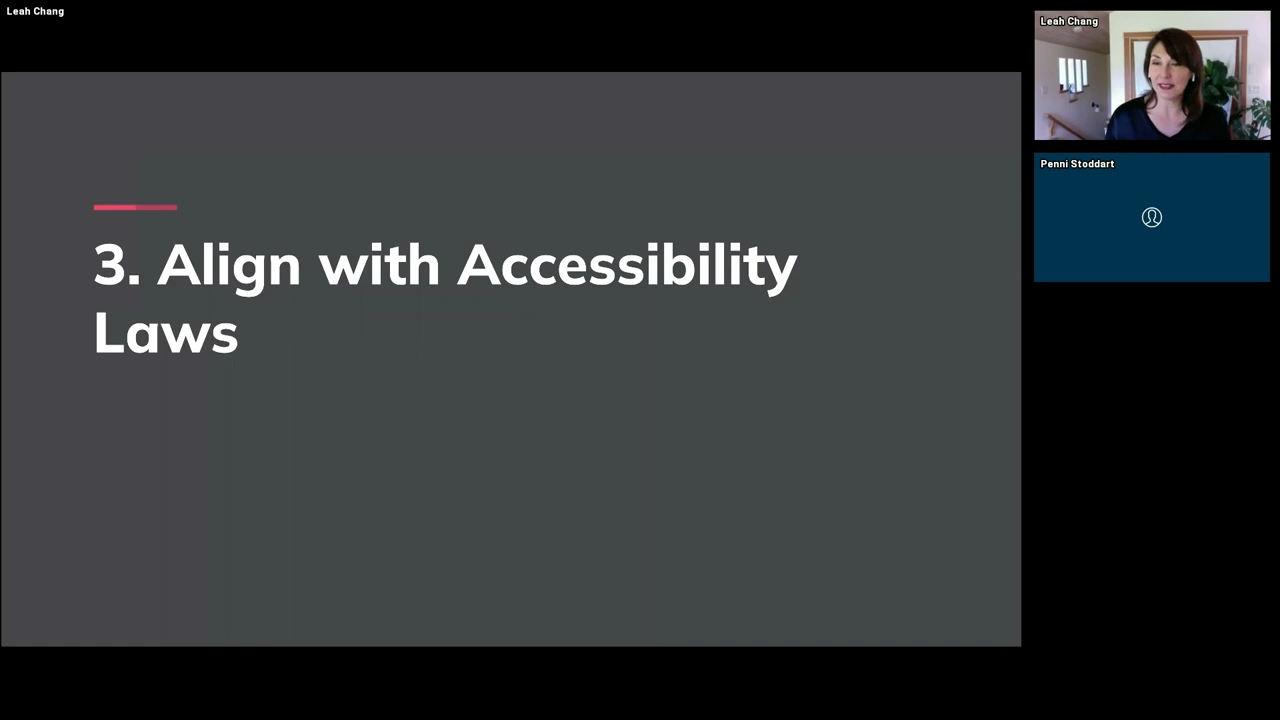 Leah Chang
Leah Chang
Penni Stoddart
3. Align with Accessibility
Laws